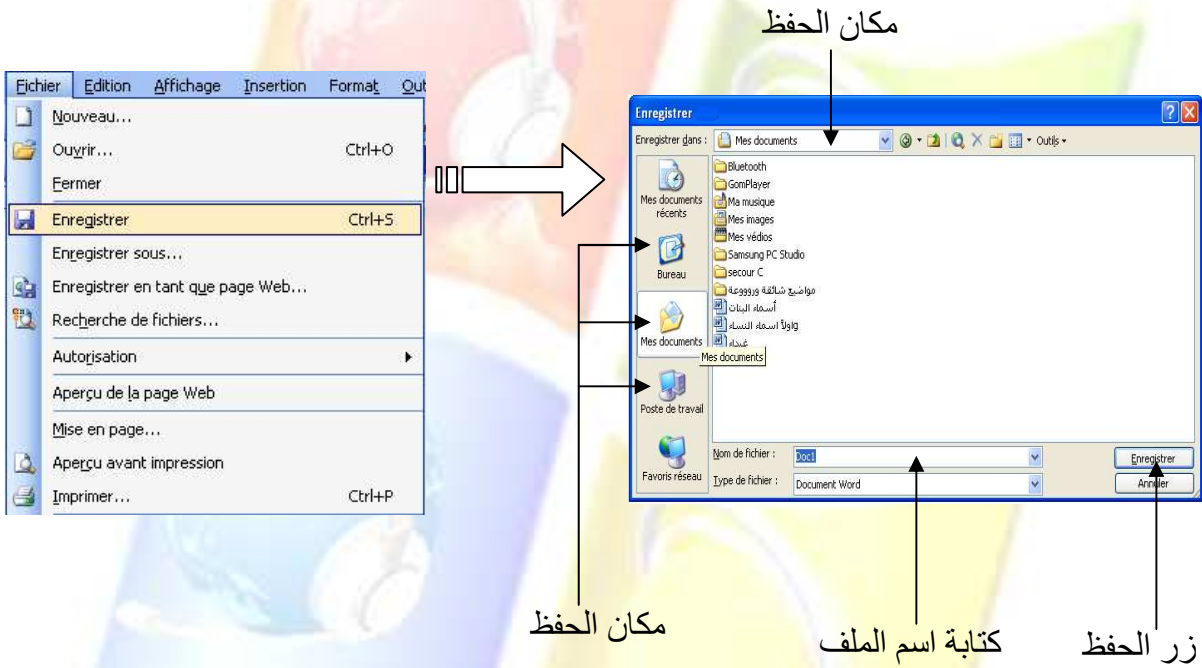 مكان الحفظ
Fichier Edition Affichage Insertion Format Out
Nouveau...
Ouvrir... Ctrl+O
Fermer
Enregistrer Ctrl+S
Enregistrer sous...
Enregistrer en tant que page Web...
Recherche de fichiers...
Autorisation
Aperçu de la page Web
Mise en page...
Aperçu avant impression
Imprimer... Ctrl+P
Enregistrer
Enregistrer dans : Mes documents Outils
Mes documents récents
Bureau
Mes documents
Poste de travail
Favoris réseau
Bluetooth
GomPlayer
Ma musique
Mes images
Mes védios
Samsung PC Studio
secour C
مواضيع شائقة وروووعة
أسماء البنات
واولاً اسماء النساء
غيداء
Mes documents
Nom de fichier : Doc1 Enregistrer
Type de fichier : Document Word Annuler
مكان الحفظ
كتابة اسم الملف
زر الحفظ